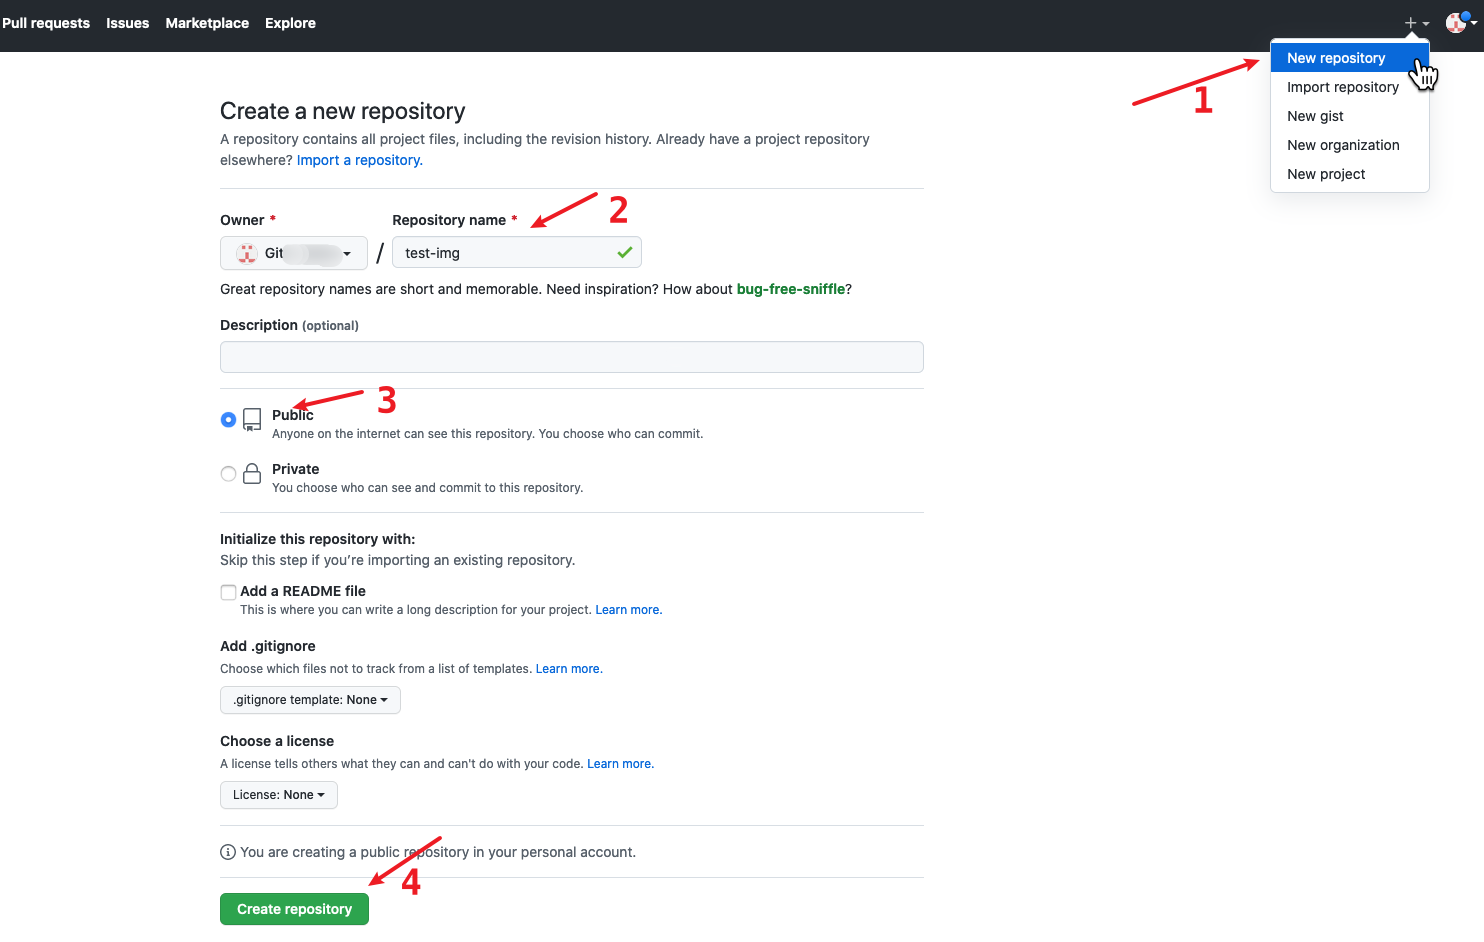 Pull requests Issues Marketplace Explore
New repository
Import repository
New gist
New organization
New project
1
Create a new repository
A repository contains all project files, including the revision history. Already have a project repository
elsewhere? Import a repository.
2
Owner * Repository name *
Git / test-img
Great repository names are short and memorable. Need inspiration? How about bug-free-sniffle?
Description (optional)
3
Public
Anyone on the internet can see this repository. You choose who can commit.
Private
You choose who can see and commit to this repository.
Initialize this repository with:
Skip this step if you’re importing an existing repository.
Add a README file
This is where you can write a long description for your project. Learn more.
Add .gitignore
Choose which files not to track from a list of templates. Learn more.
.gitignore template: None
Choose a license
A license tells others what they can and can't do with your code. Learn more.
License: None
You are creating a public repository in your personal account.
4
Create repository